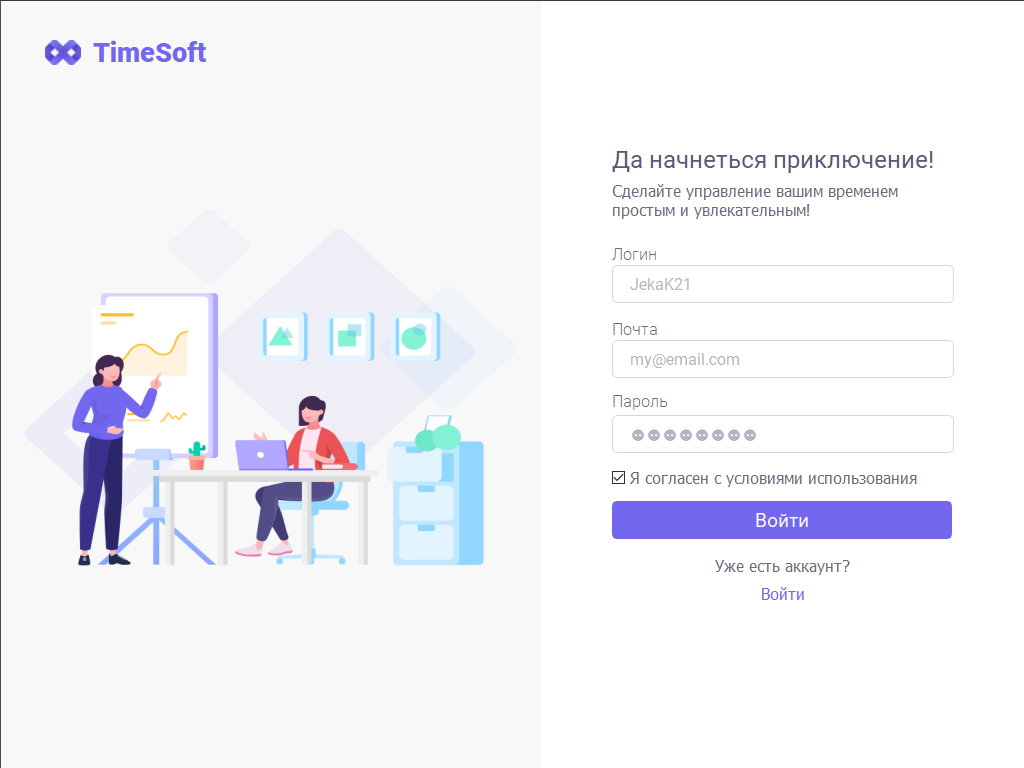 TimeSoft
Да начнеться приключение!
Сделайте управление вашим временем
простым и увлекательным!
Логин
JekaK21
Почта
my@email.com
Пароль
Я согласен с условиями использования
Войти
Уже есть аккаунт?
Войти